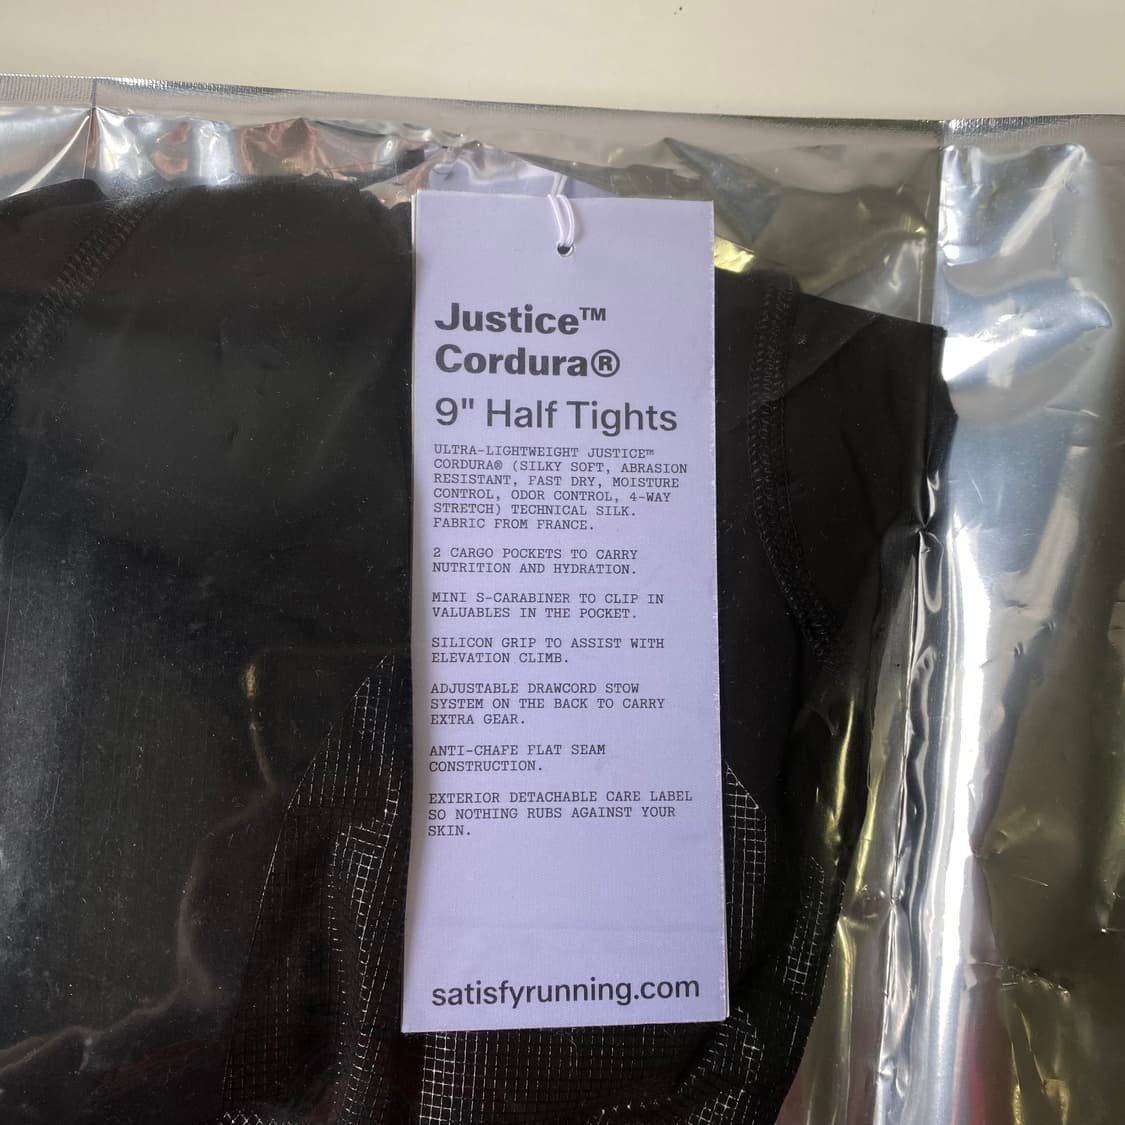 Justice™
Cordura®
9" Half Tights
ULTRA-LIGHTWEIGHT JUSTICE™
CORDURA® (SILKY SOFT, ABRASION
RESISTANT, FAST DRY, MOISTURE
CONTROL, ODOR CONTROL, 4-WAY
STRETCH) TECHNICAL SILK.
FABRIC FROM FRANCE.
2 CARGO POCKETS TO CARRY
NUTRITION AND HYDRATION.
MINI S-CARABINER TO CLIP IN
VALUABLES IN THE POCKET.
SILICON GRIP TO ASSIST WITH
ELEVATION CLIMB.
ADJUSTABLE DRAWCORD STOW
SYSTEM ON THE BACK TO CARRY
EXTRA GEAR.
ANTI-CHAFE FLAT SEAM
CONSTRUCTION.
EXTERIOR DETACHABLE CARE LABEL
SO NOTHING RUBS AGAINST YOUR
SKIN.
satisfyrunning.com